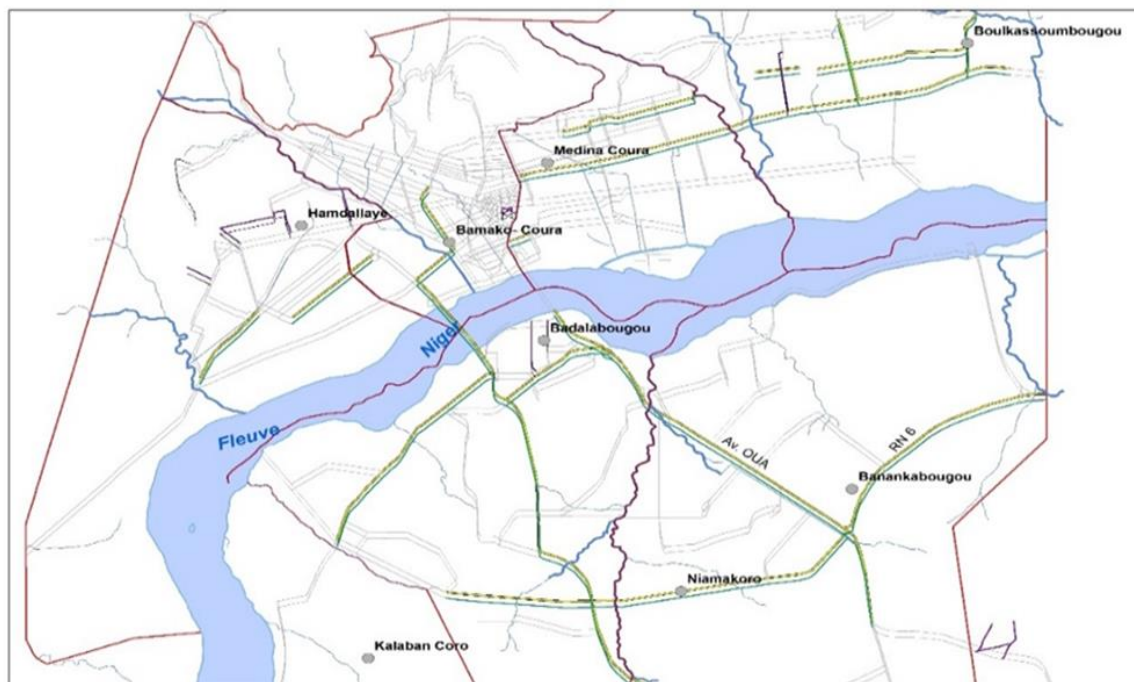 Boulkassoumbougou
Medina Coura
Hamdallaye
Bamako- Coura
Niger
Badalabougou
Fleuve
Av. OUA
RN 6
Banankabougou
Niamakoro
Kalaban Coro